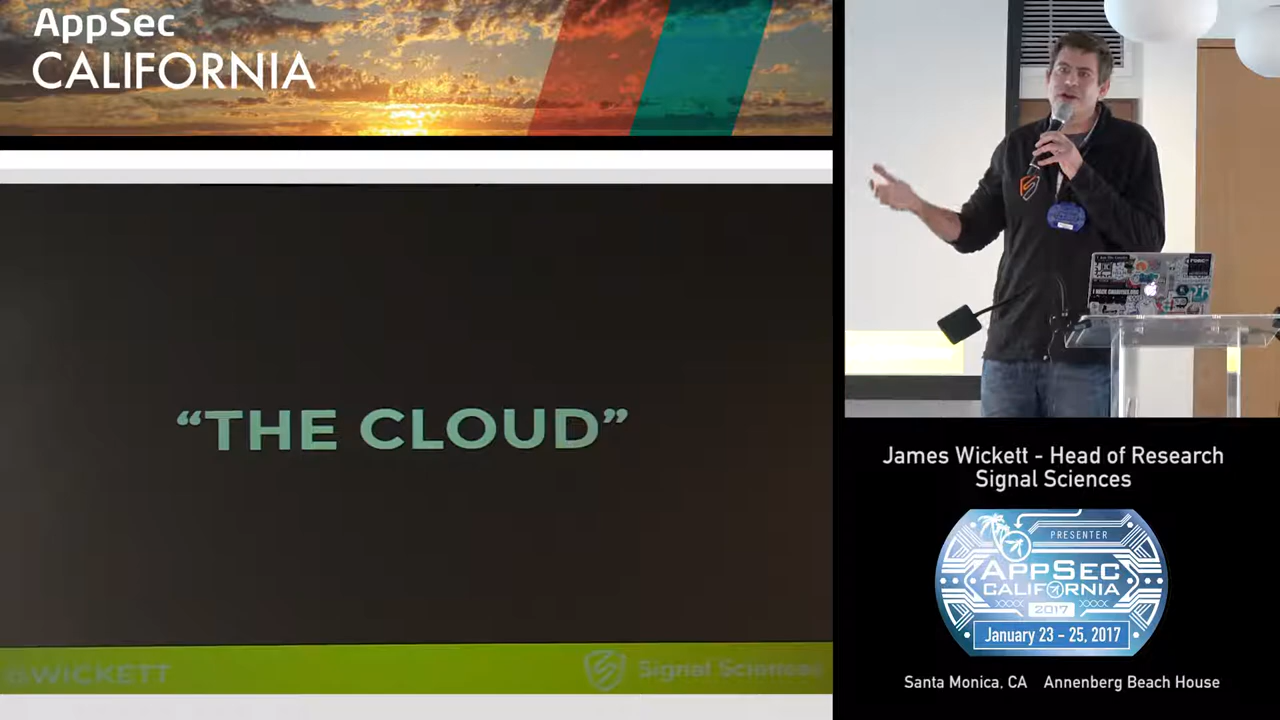 AppSec
CALIFORNIA
“THE CLOUD”
@WICKETT
Signal Sciences
James Wickett - Head of Research
Signal Sciences
PRESENTER
APPSEC
CALIFORNIA
2017
January 23 - 25, 2017
Santa Monica, CA Annenberg Beach House